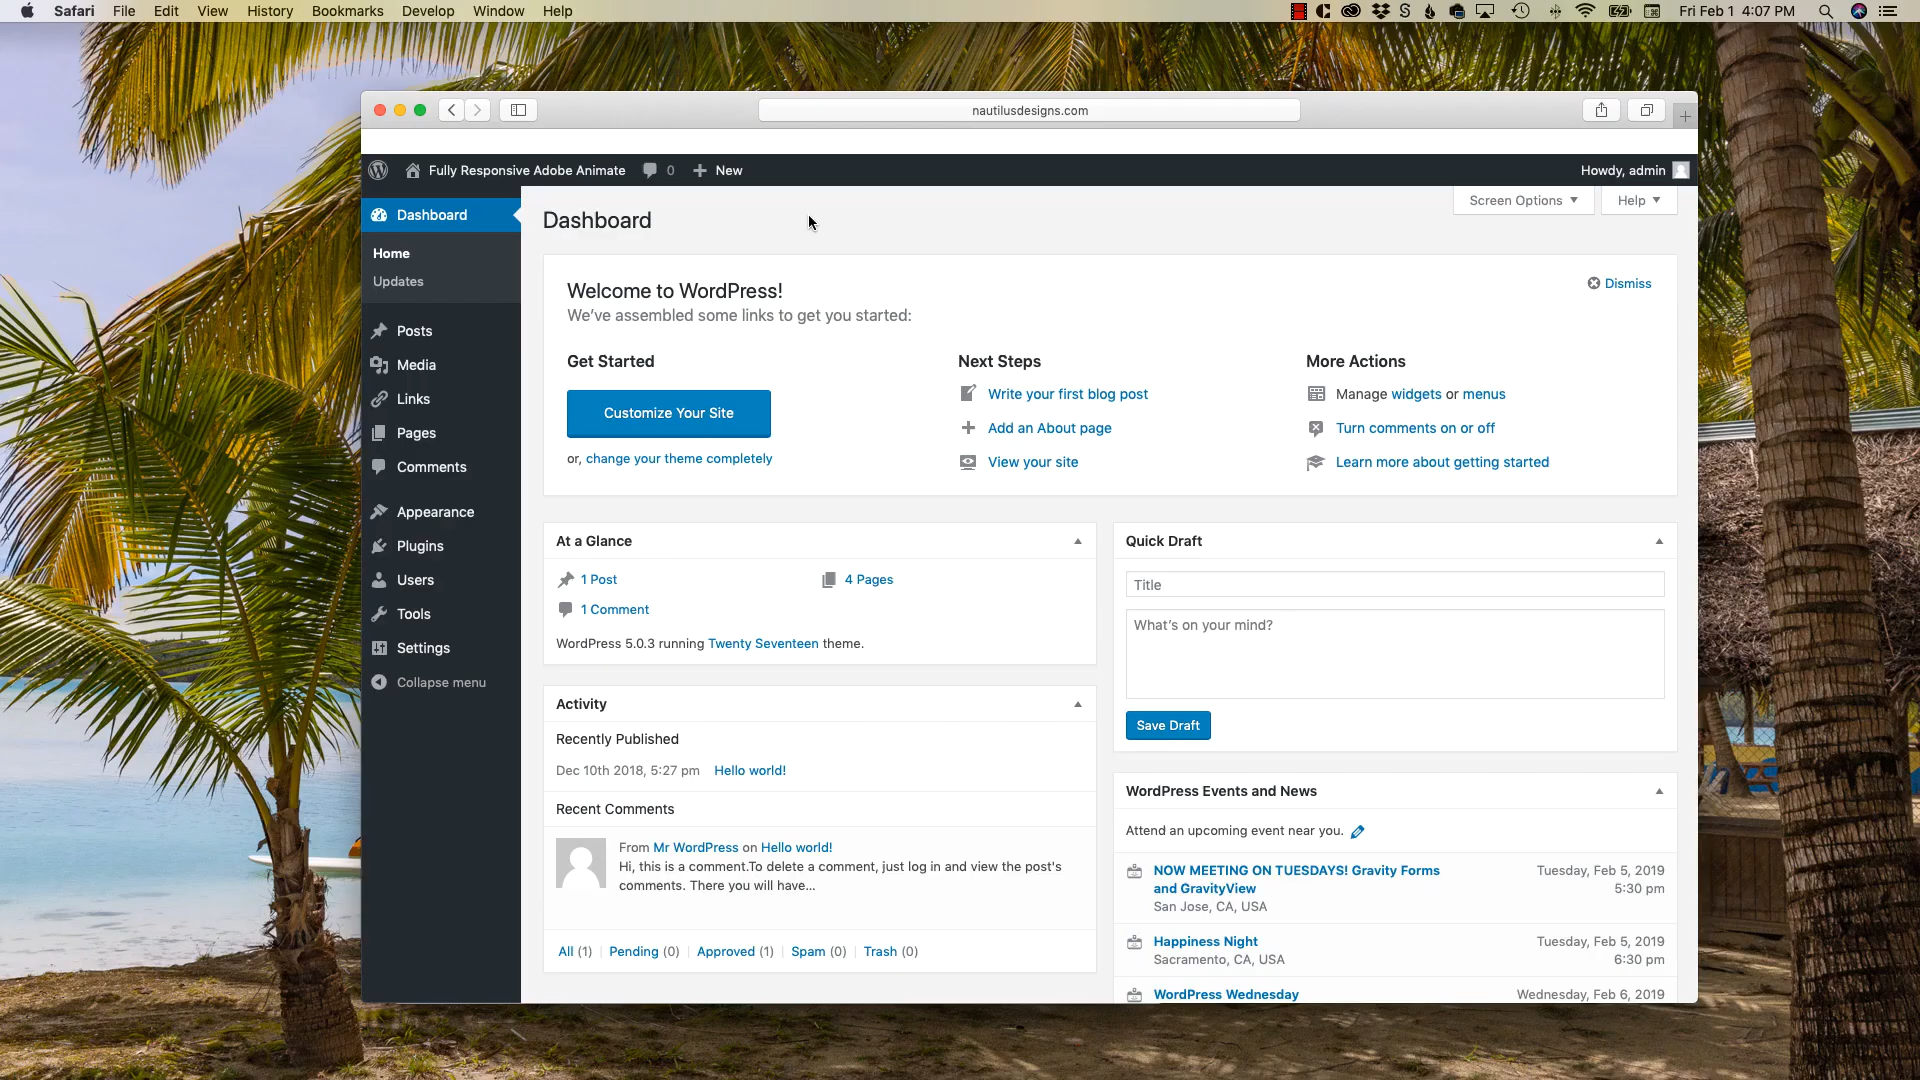 Safari File Edit View History Bookmarks Develop Window Help
Fri Feb 1 4:07 PM
nautilusdesigns.com
Fully Responsive Adobe Animate 0 New
Howdy, admin
Dashboard
Home
Updates
Posts
Media
Links
Pages
Comments
Appearance
Plugins
Users
Tools
Settings
Collapse menu
Screen Options Help
Dashboard
Welcome to WordPress!
We've assembled some links to get you started:
Dismiss
Get Started
Customize Your Site
or, change your theme completely
Next Steps
Write your first blog post
Add an About page
View your site
More Actions
Manage widgets or menus
Turn comments on or off
Learn more about getting started
At a Glance
1 Post
4 Pages
1 Comment
WordPress 5.0.3 running Twenty Seventeen theme.
Activity
Recently Published
Dec 10th 2018, 5:27 pm Hello world!
Recent Comments
From Mr WordPress on Hello world!
Hi, this is a comment.To delete a comment, just log in and view the post's
comments. There you will have...
All (1) | Pending (0) | Approved (1) | Spam (0) | Trash (0)
Quick Draft
Title
What's on your mind?
Save Draft
WordPress Events and News
Attend an upcoming event near you.
NOW MEETING ON TUESDAYS! Gravity Forms
and GravityView
San Jose, CA, USA
Tuesday, Feb 5, 2019
5:30 pm
Happiness Night
Sacramento, CA, USA
Tuesday, Feb 5, 2019
6:30 pm
WordPress Wednesday
Wednesday, Feb 6, 2019